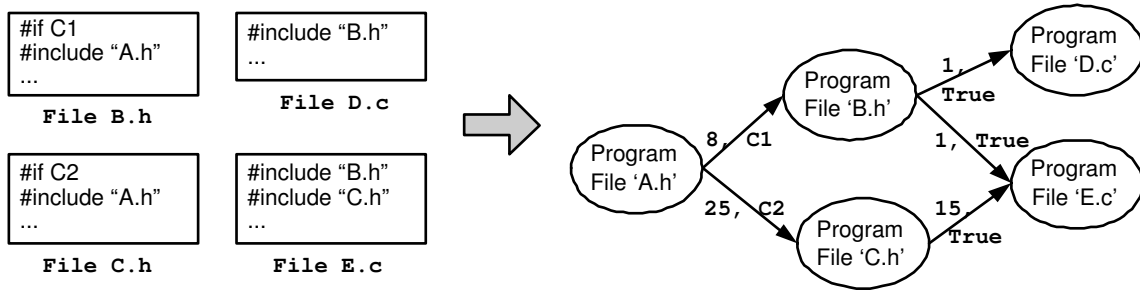 #if C1
#include “A.h”
...
File B.h
#include “B.h”
...
File D.c
#if C2
#include “A.h”
...
File C.h
#include “B.h”
#include “C.h”
...
File E.c
Program
File ‘A.h’
8, C1
25, C2
Program
File ‘B.h’
Program
File ‘C.h’
1,
True
1, True
15,
True
Program
File ‘D.c’
Program
File ‘E.c’